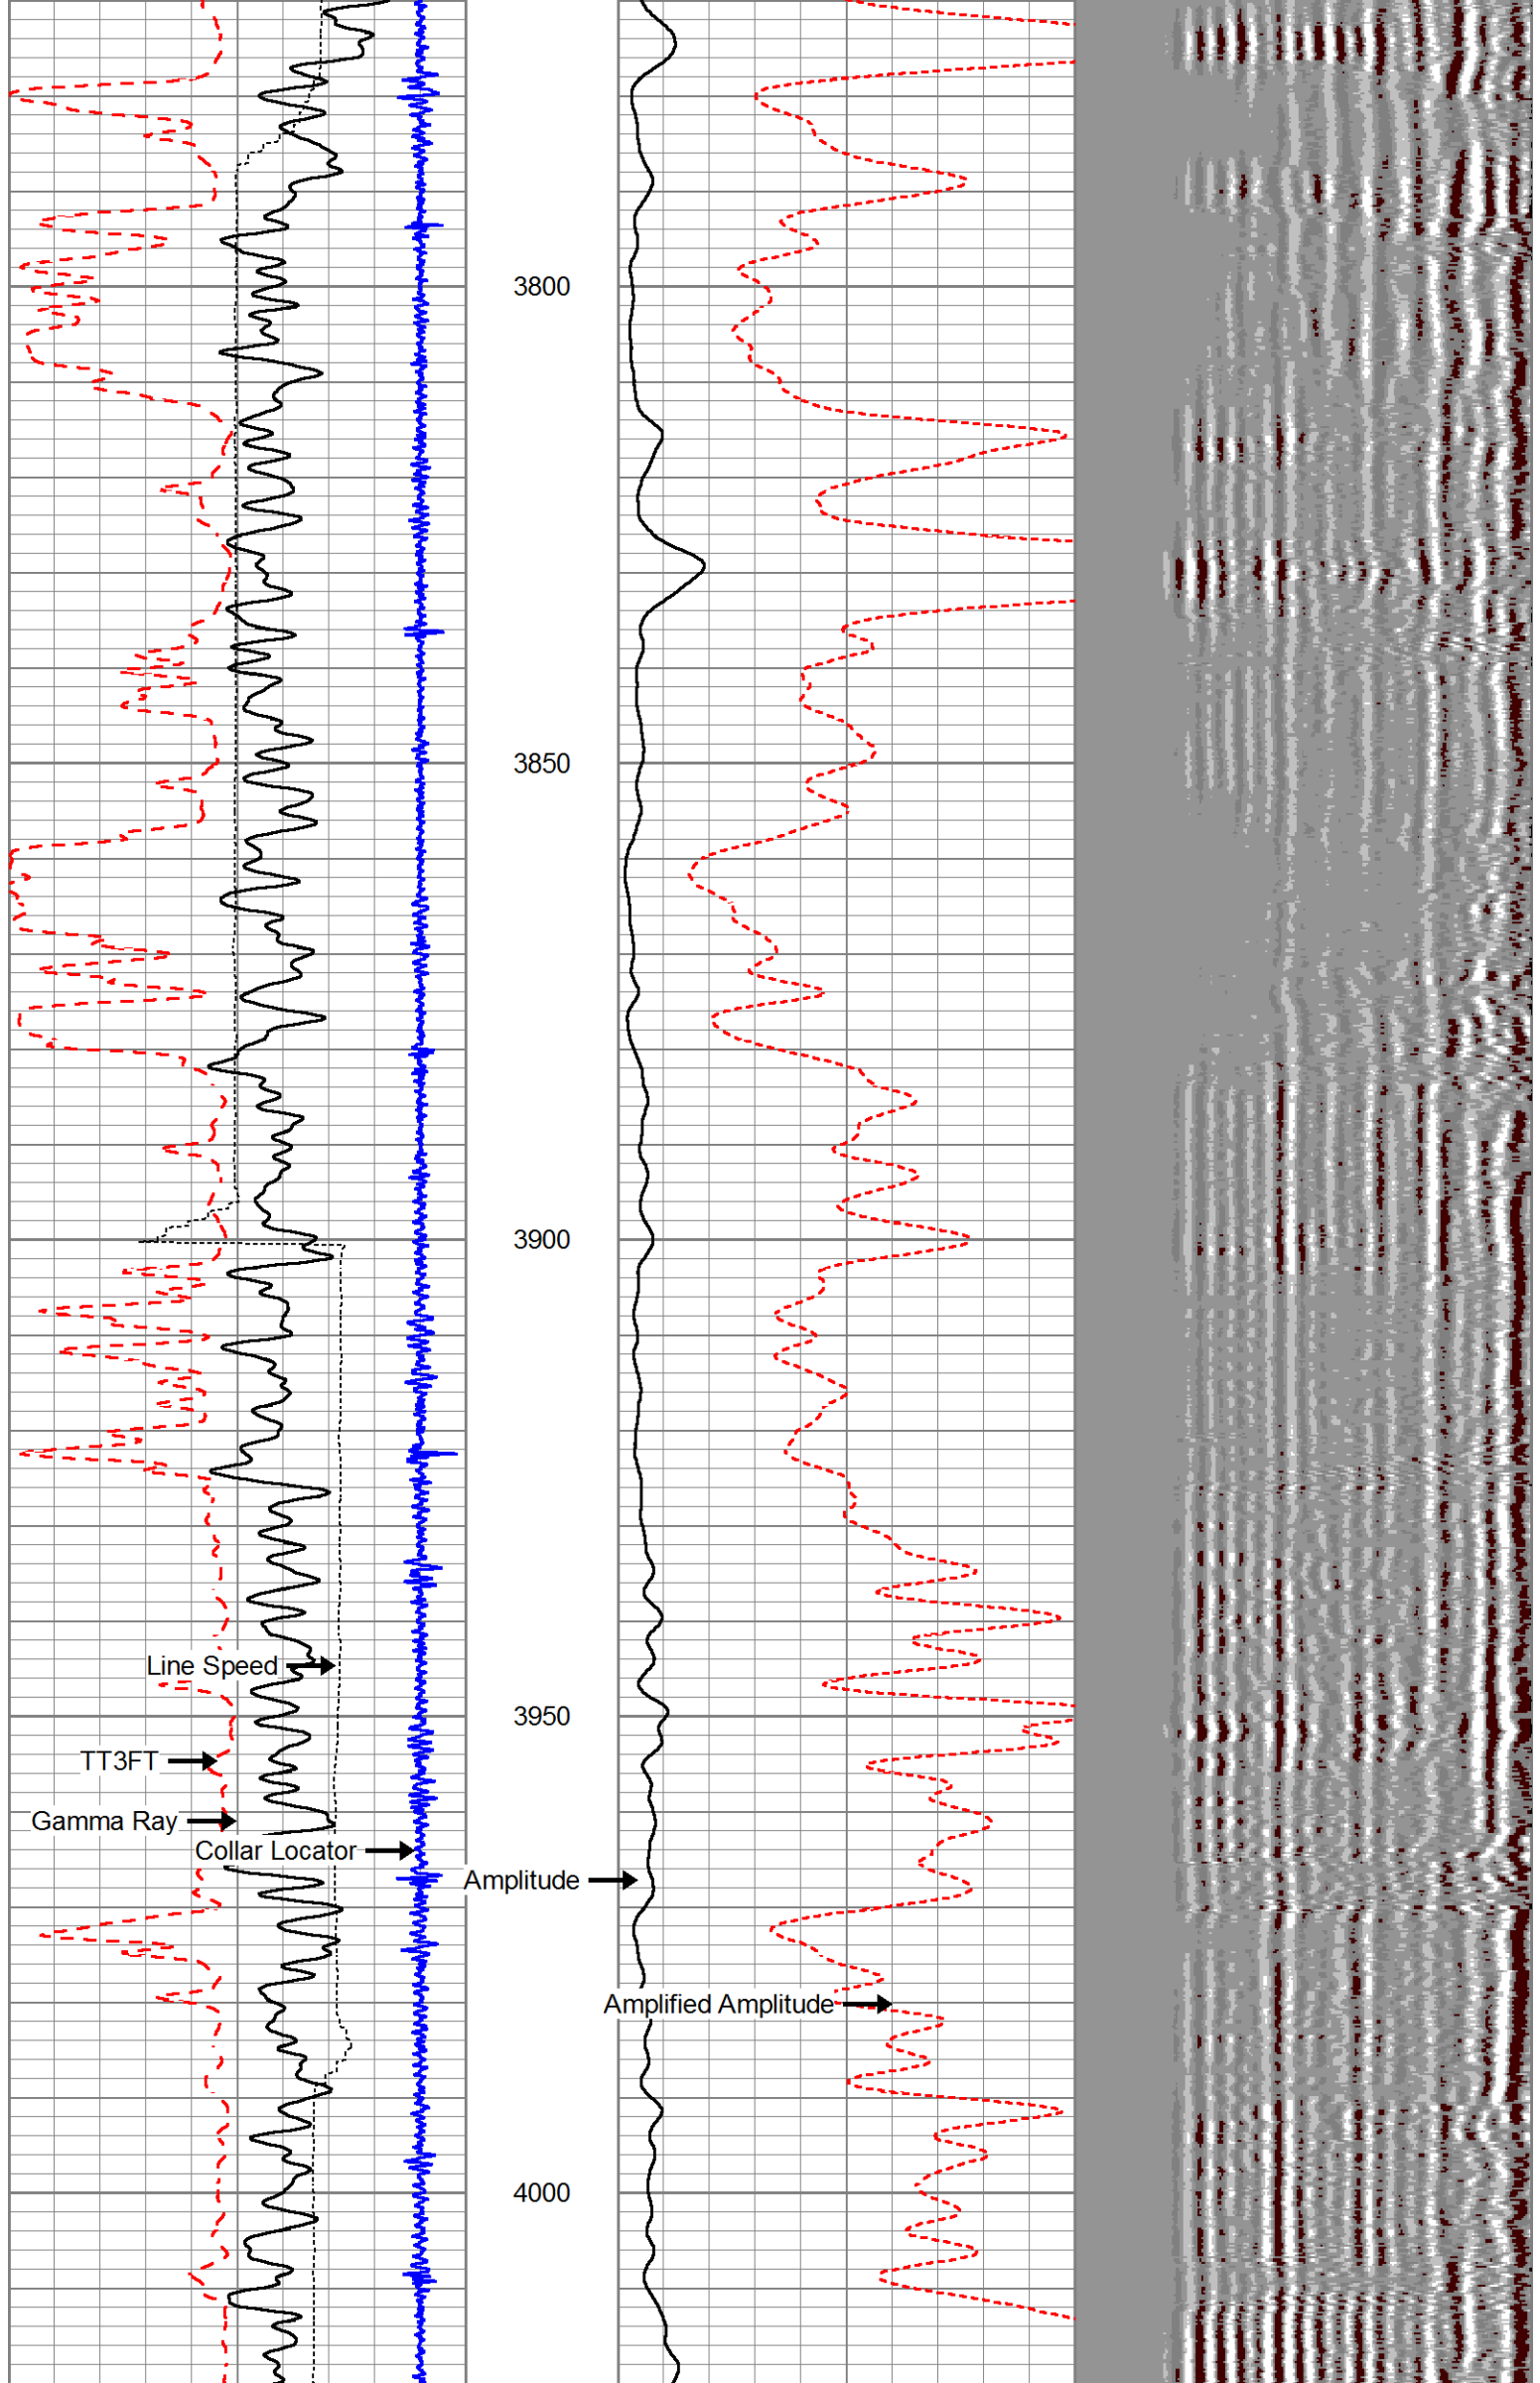 3800
3850
3900
Line Speed
3950
TT3FT
Gamma Ray
Collar Locator
Amplitude
Amplified Amplitude
4000